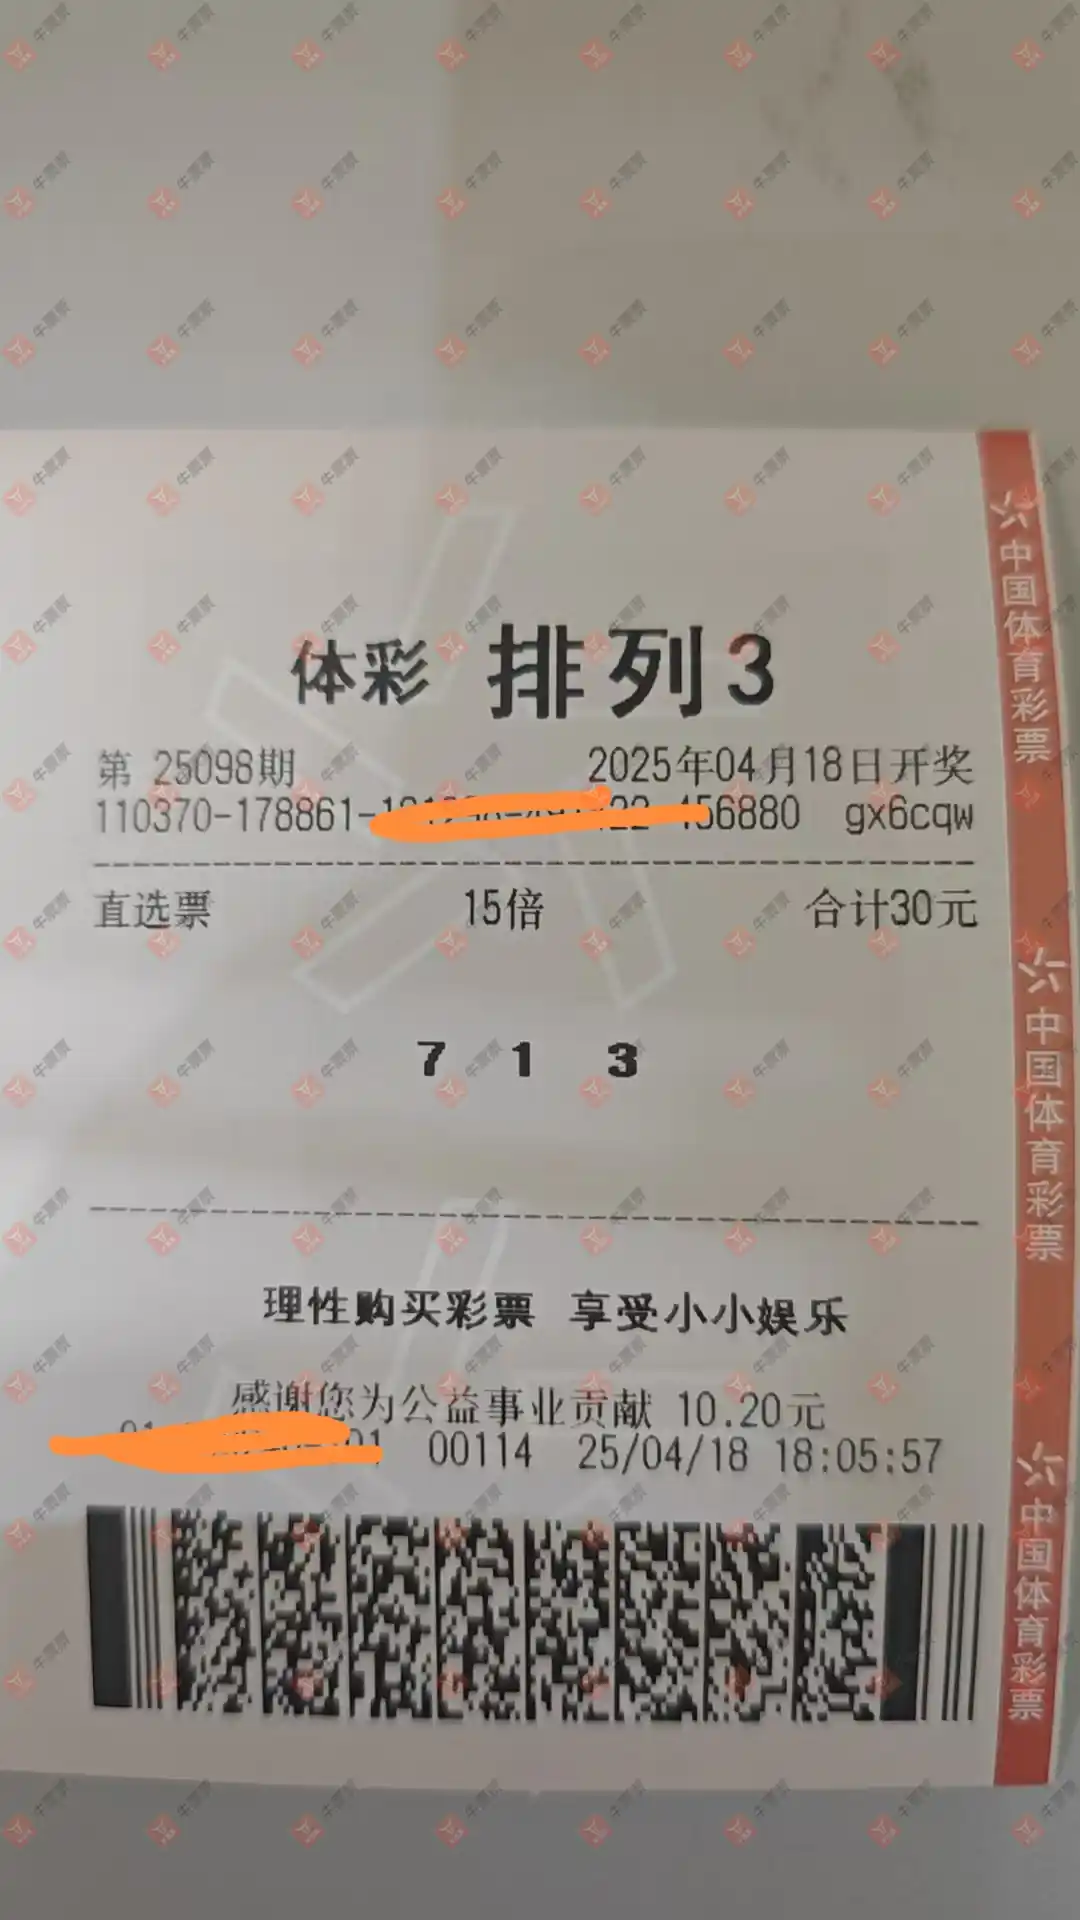 体彩 排列3
第 25098期 2025年04月18日开奖
110370-178861- 56880 gx6cqw
直选票 15倍 合计30元
7 1 3
理性购买彩票 享受小小娱乐
感谢您为公益事业贡献 10.20元
00114 25/04/18 18:05:57
中国体育彩票
中国体育彩票
中国体育彩票